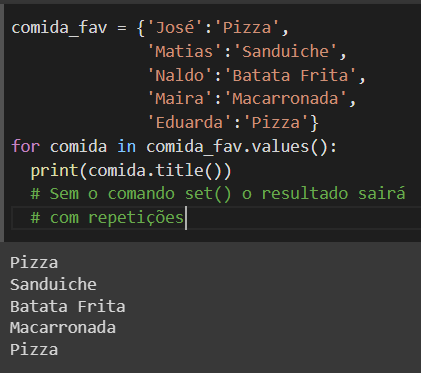 comida_fav = {'José':'Pizza',
'Matias':'Sanduiche',
'Naldo':'Batata Frita',
'Maira':'Macarronada',
'Eduarda':'Pizza'}
for comida in comida_fav.values():
print(comida.title())
# Sem o comando set() o resultado sairá
# com repetições
Pizza
Sanduiche
Batata Frita
Macarronada
Pizza